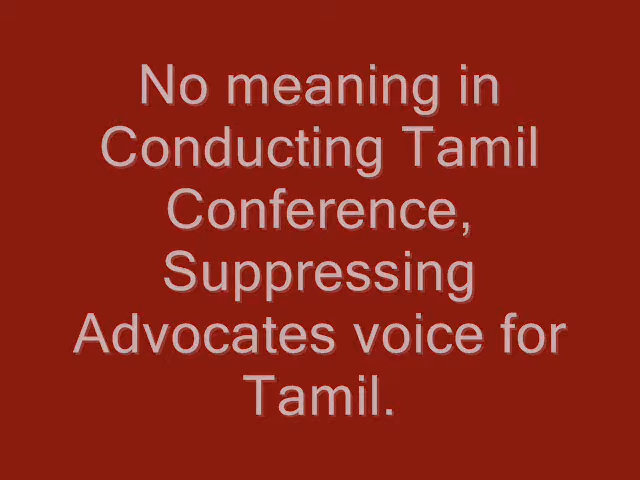 No meaning in
Conducting Tamil
Conference,
Suppressing
Advocates voice for
Tamil.